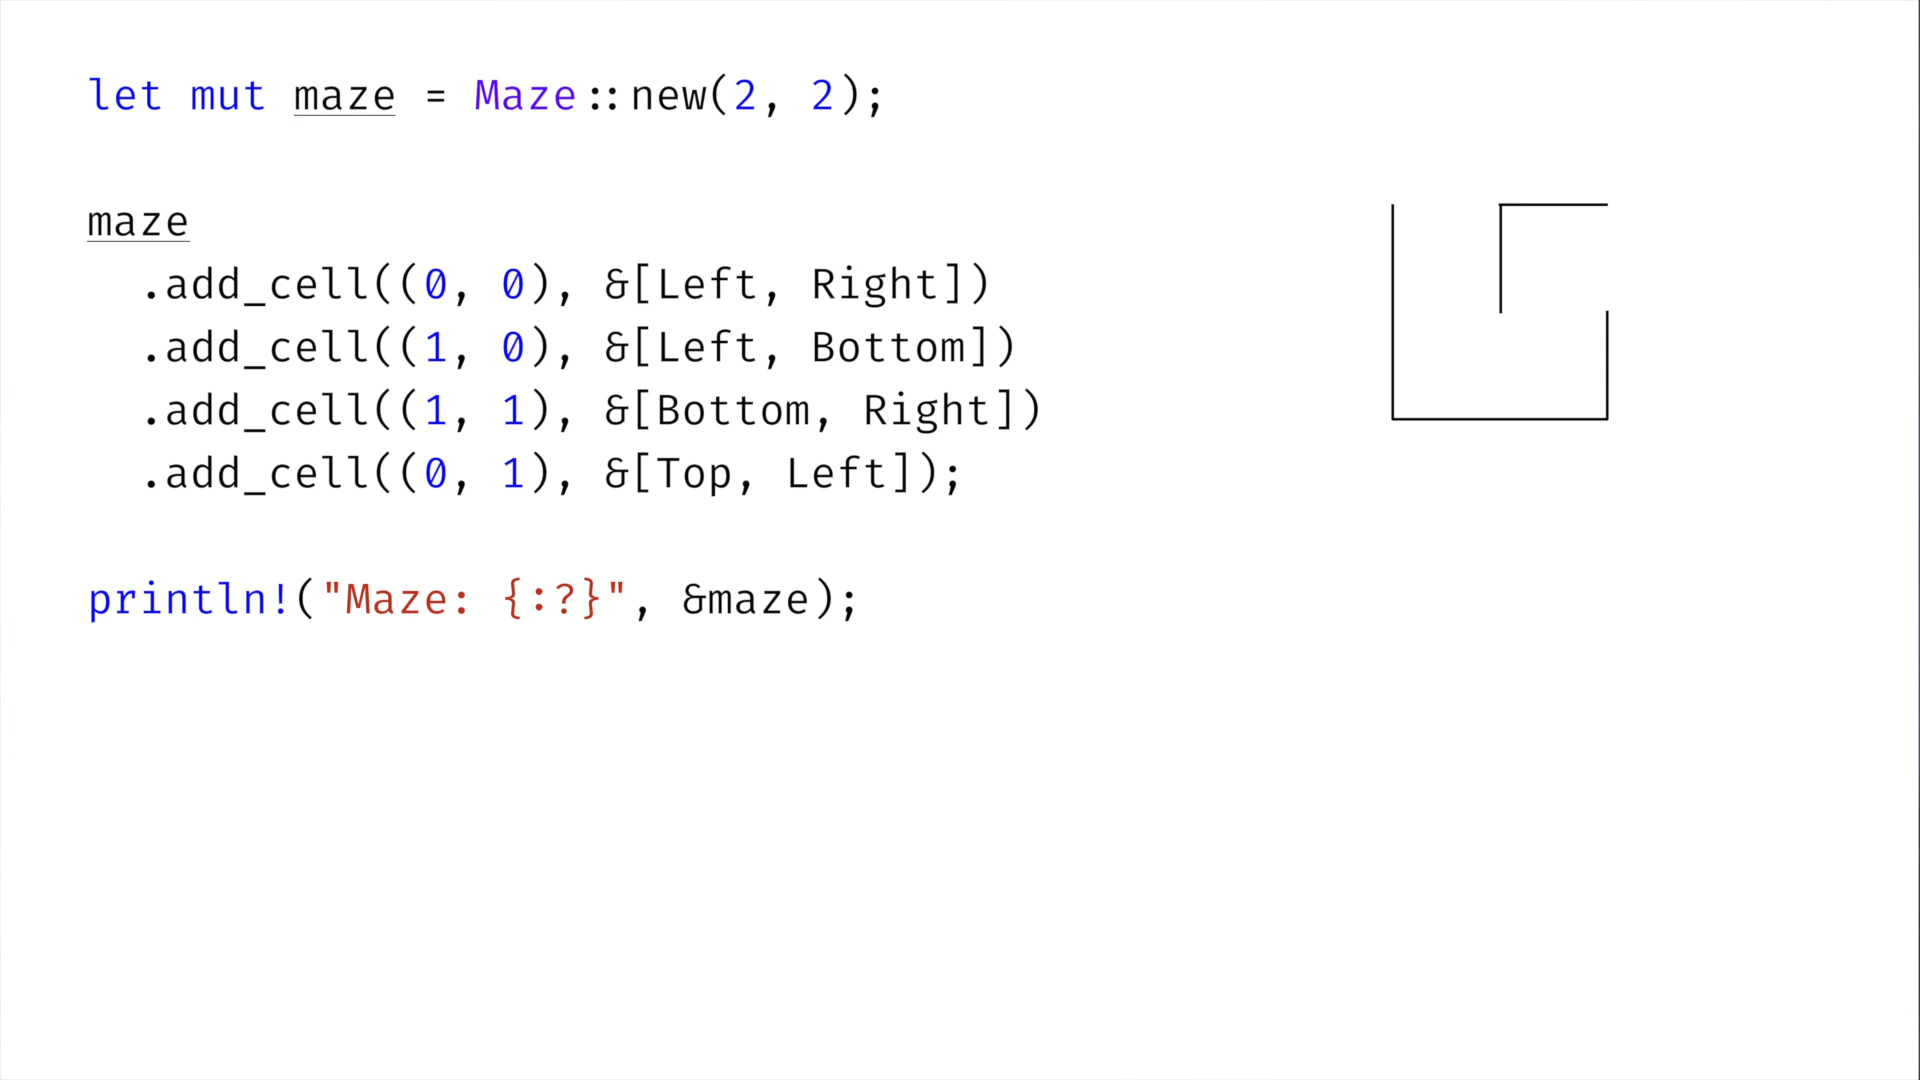 let mut maze = Maze::new(2, 2);
maze
.add_cell((0, 0), &[Left, Right])
.add_cell((1, 0), &[Left, Bottom])
.add_cell((1, 1), &[Bottom, Right])
.add_cell((0, 1), &[Top, Left]);
println!("Maze: {:?}", &maze);